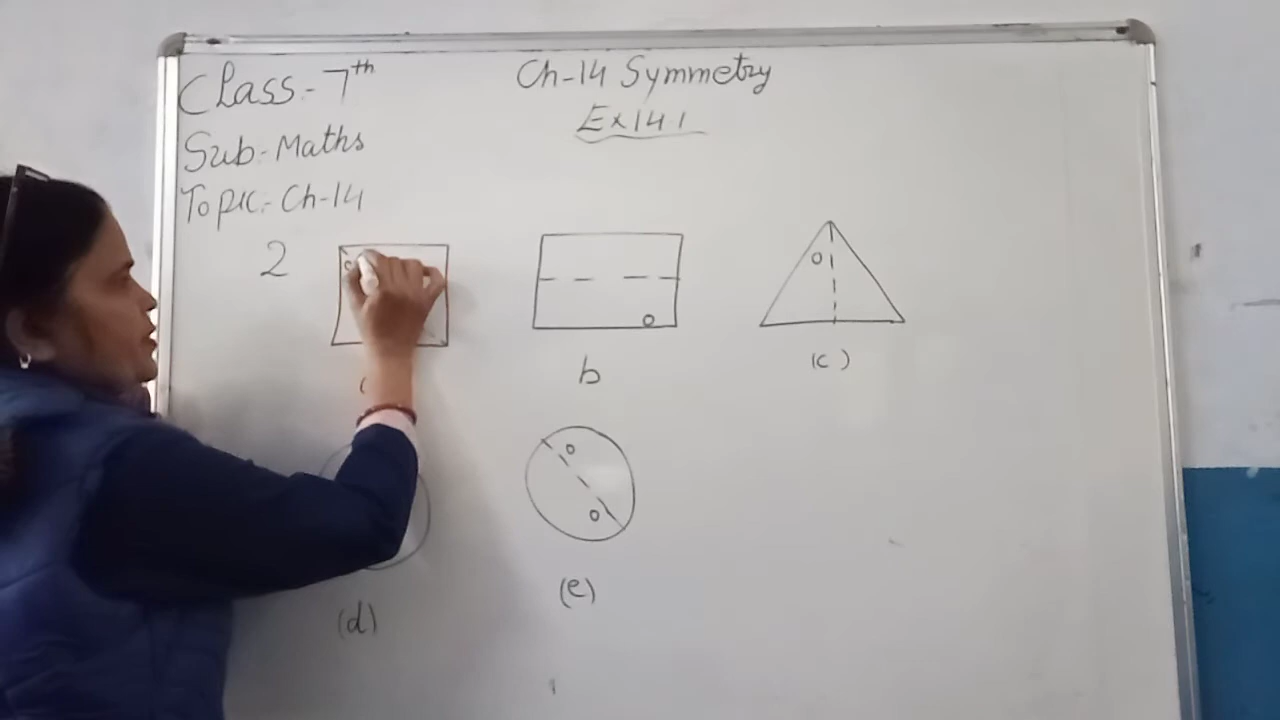 Class:- 7th
Ch-14 Symmetry
Ex 14.1
Sub- Maths
Topic:- Ch-14
2
b
(c)
(d)
(e)